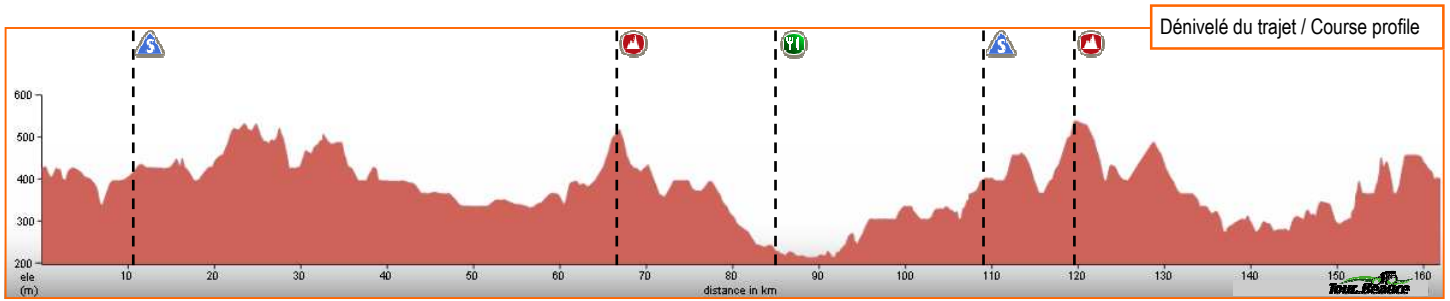 Dénivelé du trajet / Course profile
S
S
600
500
400
300
200
ele
(m)
10 20 30 40 50 60 70 80 90 100 110 120 130 140 150 160
distance in km
Tour Beauce